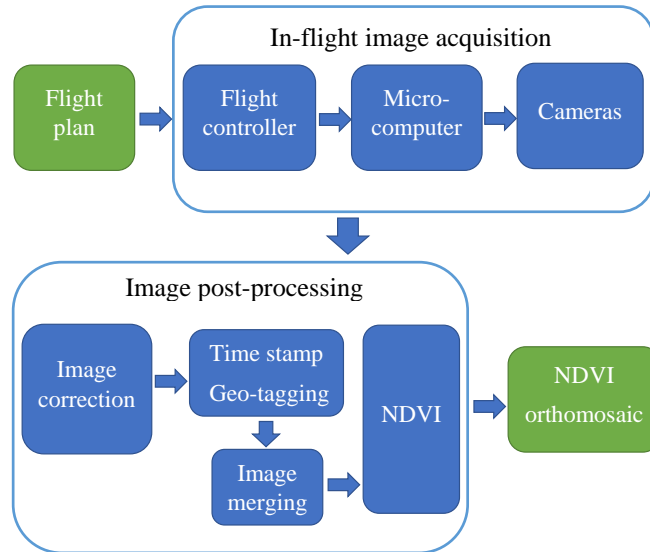 In-flight image acquisition
Flight
plan
Flight
controller
Micro-
computer
Cameras
Image post-processing
Image
correction
Time stamp
Geo-tagging
Image
merging
NDVI
NDVI
orthomosaic